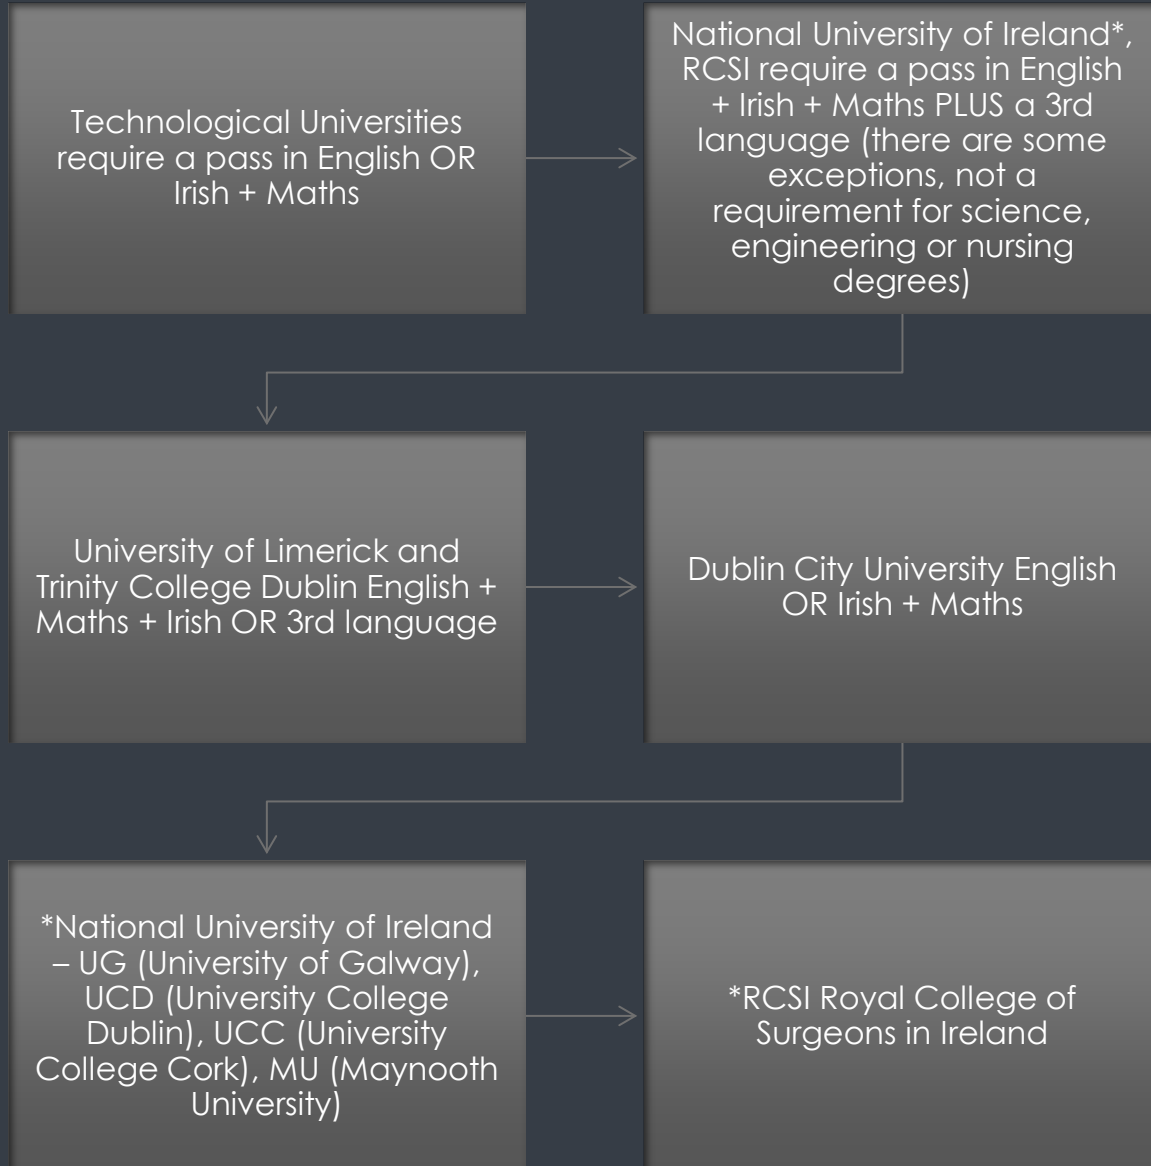 Technological Universities
require a pass in English OR
Irish + Maths
National University of Ireland*,
RCSI require a pass in English
+ Irish + Maths PLUS a 3rd
language (there are some
exceptions, not a
requirement for science,
engineering or nursing
degrees)
University of Limerick and
Trinity College Dublin English +
Maths + Irish OR 3rd language
Dublin City University English
OR Irish + Maths
*National University of Ireland
– UG (University of Galway),
UCD (University College
Dublin), UCC (University
College Cork), MU (Maynooth
University)
*RCSI Royal College of
Surgeons in Ireland